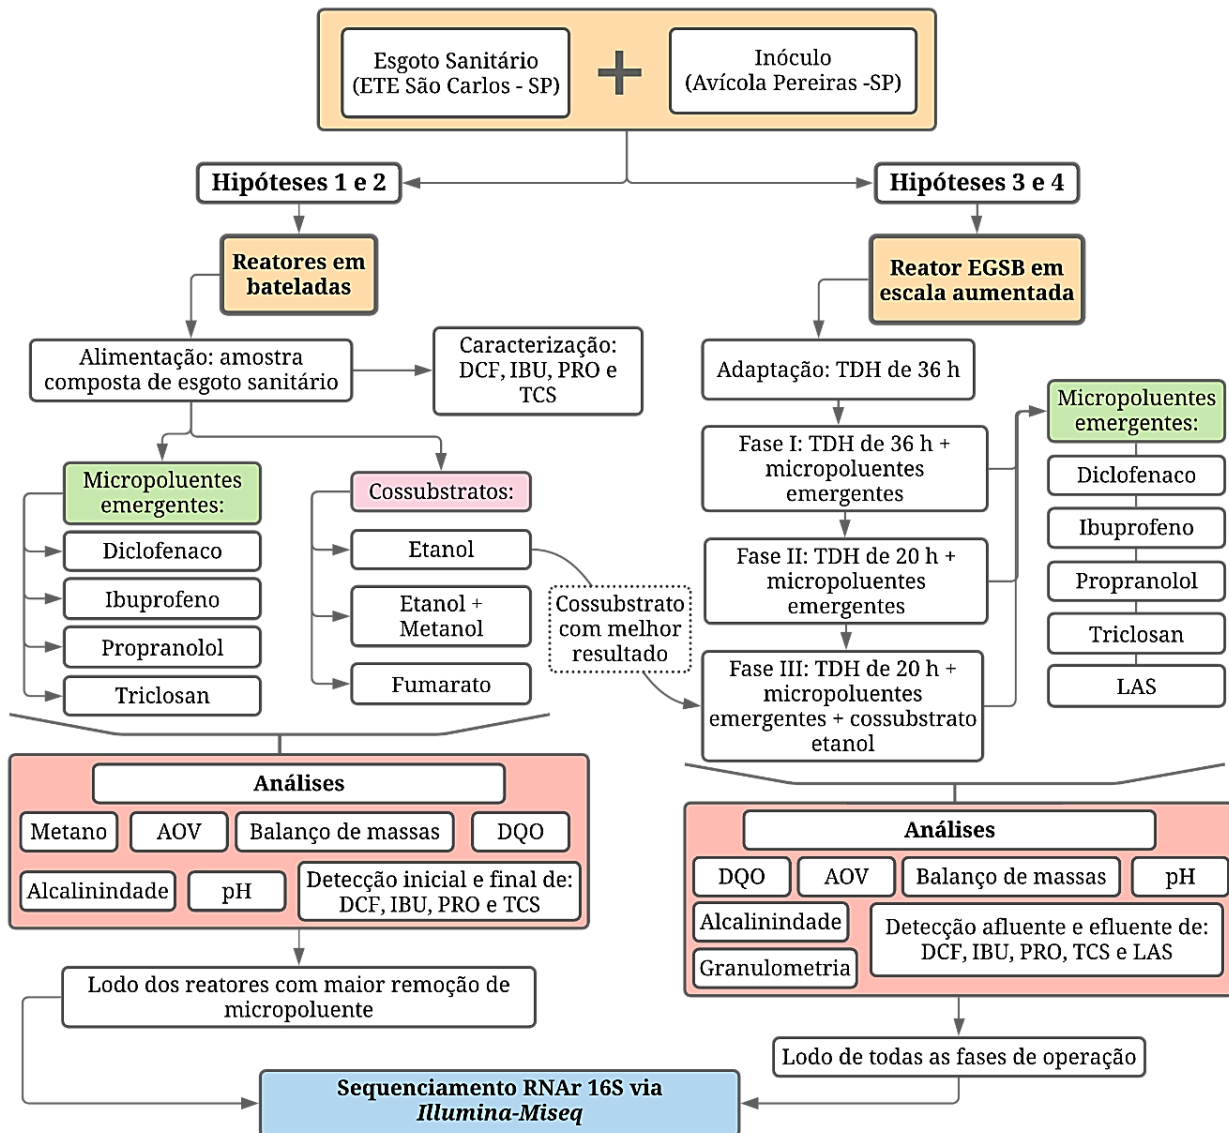 Esgoto Sanitário
(ETE São Carlos - SP)
+
Inóculo
(Avícola Pereiras -SP)
Hipóteses 1 e 2
Hipóteses 3 e 4
Reatores em
bateladas
Reator EGSB em
escala aumentada
Alimentação: amostra
composta de esgoto sanitário
Caracterização:
DCF, IBU, PRO e
TCS
Micropoluentes
emergentes:
Diclofenaco
Ibuprofeno
Propranolol
Triclosan
Cossubstratos:
Etanol
Etanol +
Metanol
Fumarato
Cossubstrato
com melhor
resultado
Adaptação: TDH de 36 h
Fase I: TDH de 36 h +
micropoluentes
emergentes
Fase II: TDH de 20 h +
micropoluentes
emergentes
Fase III: TDH de 20 h +
micropoluentes
emergentes + cossubstrato
etanol
Micropoluentes
emergentes:
Diclofenaco
Ibuprofeno
Propranolol
Triclosan
LAS
Análises
Metano
AOV
Balanço de massas
DQO
Alcalinindade
pH
Detecção inicial e final de:
DCF, IBU, PRO e TCS
Análises
DQO
AOV
Balanço de massas
pH
Alcalinindade
Granulometria
Detecção afluente e efluente de:
DCF, IBU, PRO, TCS e LAS
Lodo dos reatores com maior remoção de
micropoluente
Lodo de todas as fases de operação
Sequenciamento RNAr 16S via
Illumina-Miseq